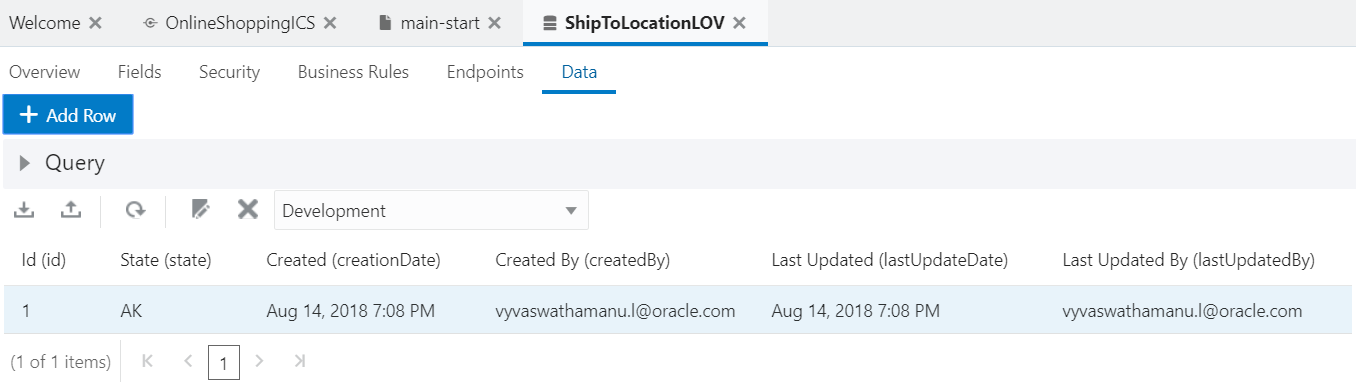 Welcome OnlineShoppingICS main-start ShipToLocationLOV
Overview Fields Security Business Rules Endpoints Data
Add Row
Query
Development
Id (id) State (state) Created (creationDate) Created By (createdBy) Last Updated (lastUpdateDate) Last Updated By (lastUpdatedBy)
1 AK Aug 14, 2018 7:08 PM vyvaswathamanu.l@oracle.com Aug 14, 2018 7:08 PM vyvaswathamanu.l@oracle.com
(1 of 1 items) 1